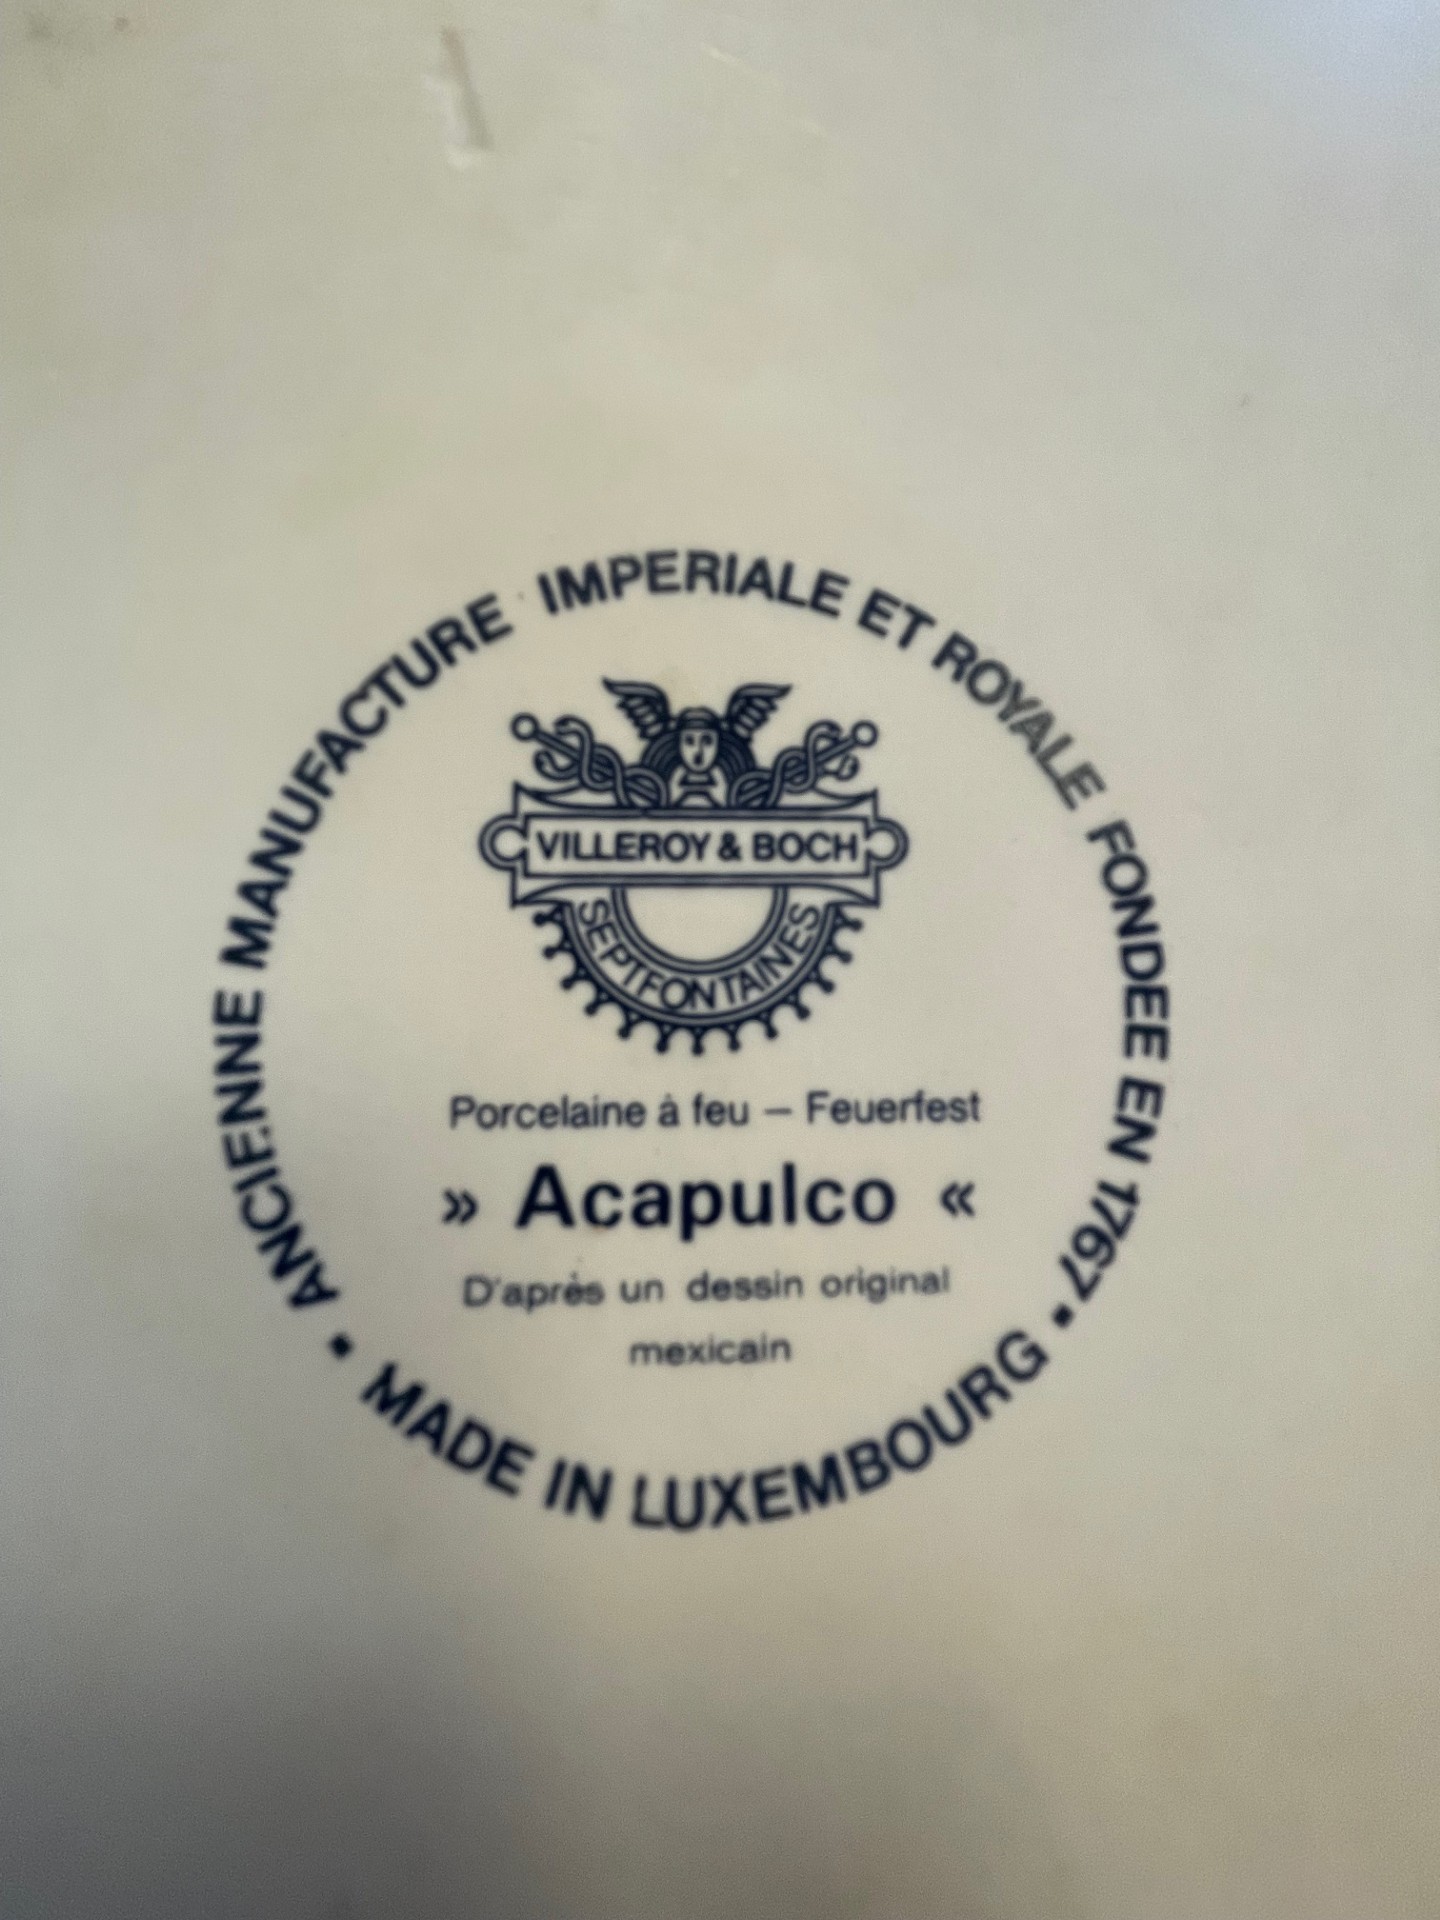 ANCIENNE MANUFACTURE IMPERIALE ET ROYALE FONDEE EN 1767 •
VILLEROY & BOCH
SEPTFONTAINES
Porcelaine à feu – Feuerfest
» Acapulco «
D'après un dessin original
mexicain
• MADE IN LUXEMBOURG